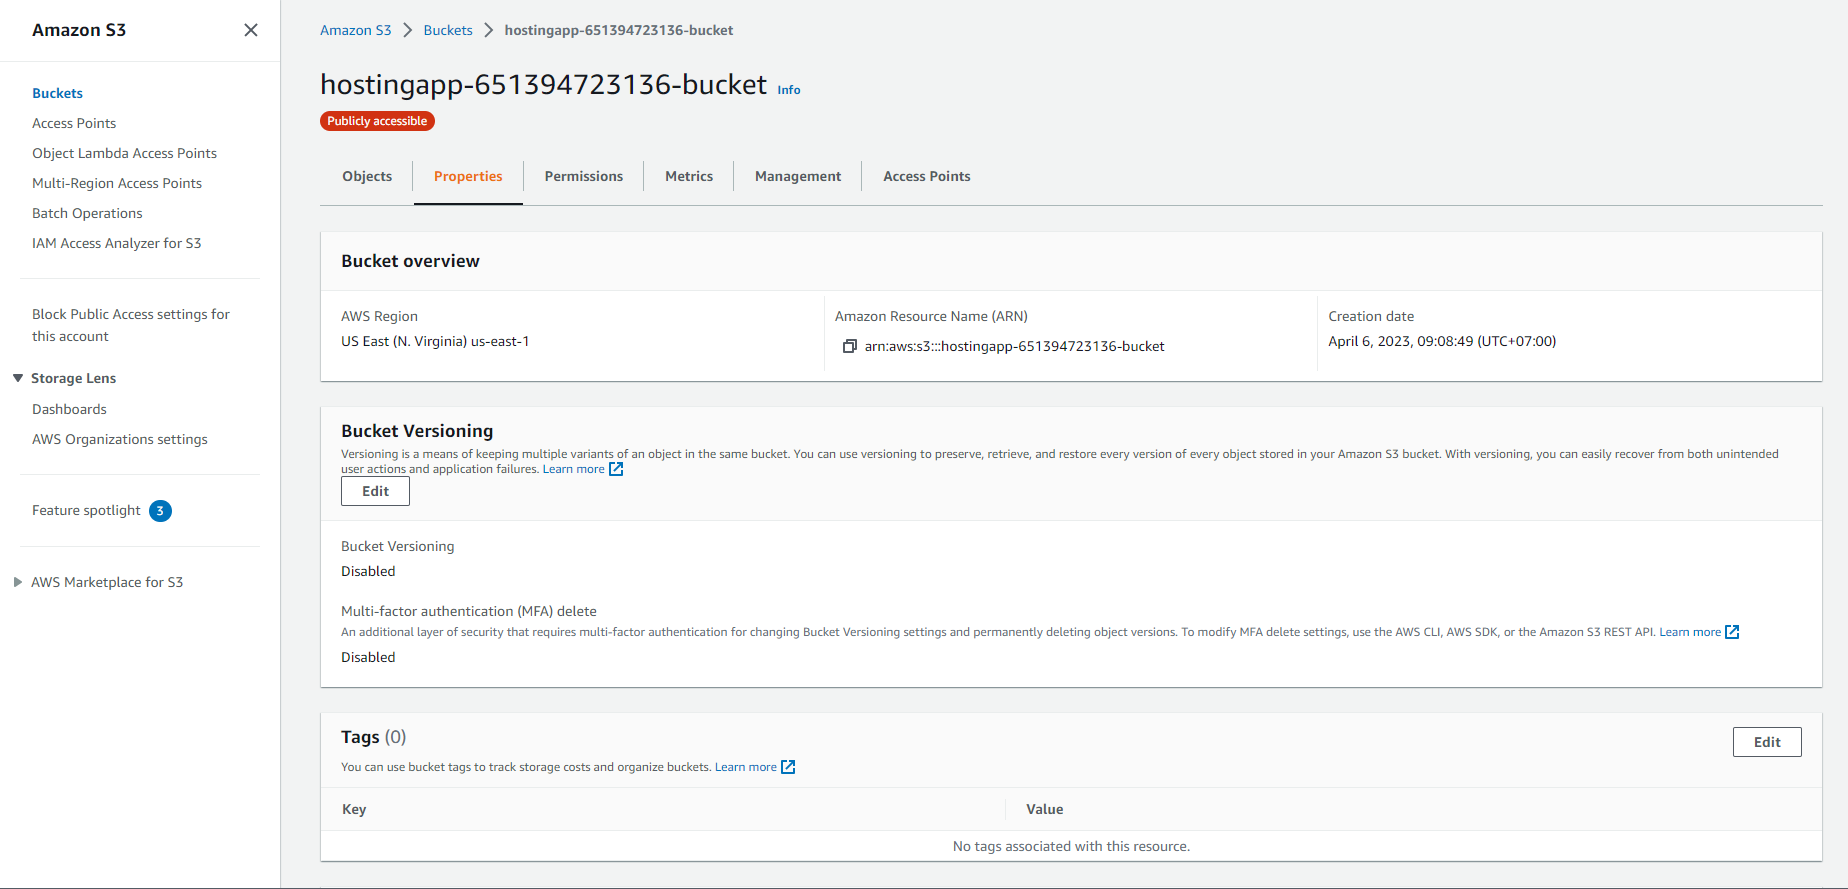 Amazon S3
Buckets
Access Points
Object Lambda Access Points
Multi-Region Access Points
Batch Operations
IAM Access Analyzer for S3
Block Public Access settings for
this account
Storage Lens
Dashboards
AWS Organizations settings
Feature spotlight 3
AWS Marketplace for S3
Amazon S3 Buckets hostingapp-651394723136-bucket
hostingapp-651394723136-bucket Info
Publicly accessible
Objects Properties Permissions Metrics Management Access Points
Bucket overview
AWS Region
US East (N. Virginia) us-east-1
Amazon Resource Name (ARN)
arn:aws:s3:::hostingapp-651394723136-bucket
Creation date
April 6, 2023, 09:08:49 (UTC+07:00)
Bucket Versioning
Versioning is a means of keeping multiple variants of an object in the same bucket. You can use versioning to preserve, retrieve, and restore every version of every object stored in your Amazon S3 bucket. With versioning, you can easily recover from both unintended
user actions and application failures. Learn more
Edit
Bucket Versioning
Disabled
Multi-factor authentication (MFA) delete
An additional layer of security that requires multi-factor authentication for changing Bucket Versioning settings and permanently deleting object versions. To modify MFA delete settings, use the AWS CLI, AWS SDK, or the Amazon S3 REST API. Learn more
Disabled
Tags (0)
Edit
You can use bucket tags to track storage costs and organize buckets. Learn more
Key Value
No tags associated with this resource.